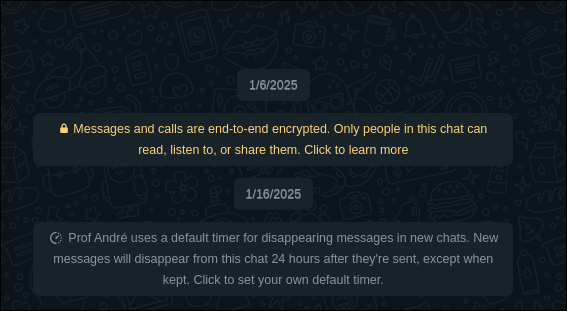 1/6/2025
Messages and calls are end-to-end encrypted. Only people in this chat can
read, listen to, or share them. Click to learn more
1/16/2025
Prof André uses a default timer for disappearing messages in new chats. New
messages will disappear from this chat 24 hours after they're sent, except when
kept. Click to set your own default timer.